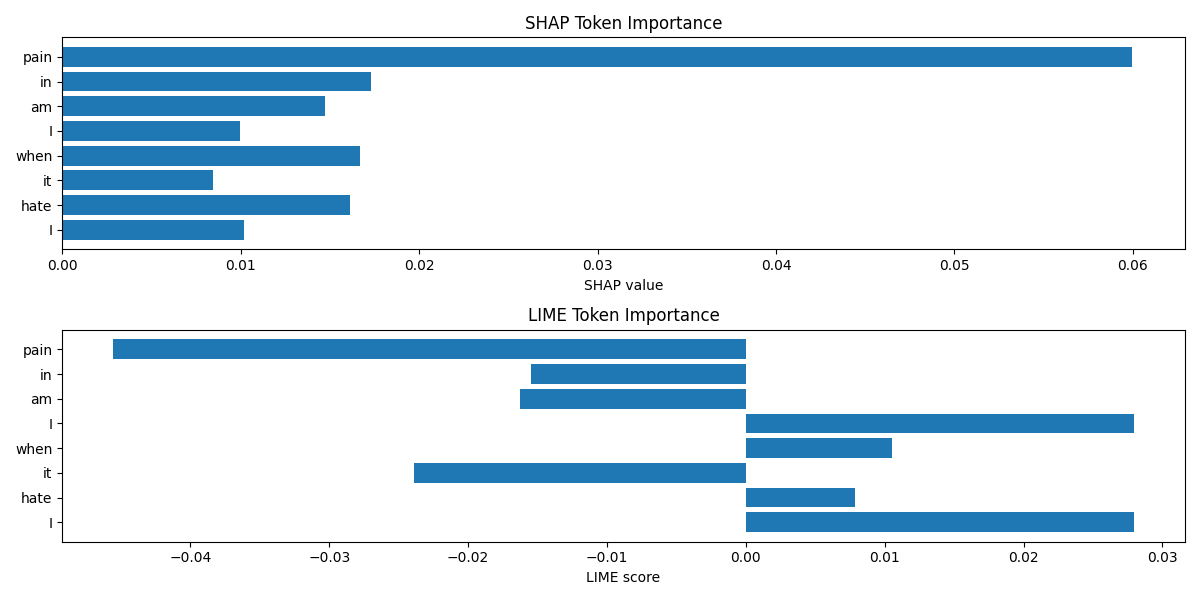 SHAP Token Importance
pain
in
am
I
when
it
hate
I
0.00 0.01 0.02 0.03 0.04 0.05 0.06
SHAP value
LIME Token Importance
pain
in
am
I
when
it
hate
I
−0.04 −0.03 −0.02 −0.01 0.00 0.01 0.02 0.03
LIME score